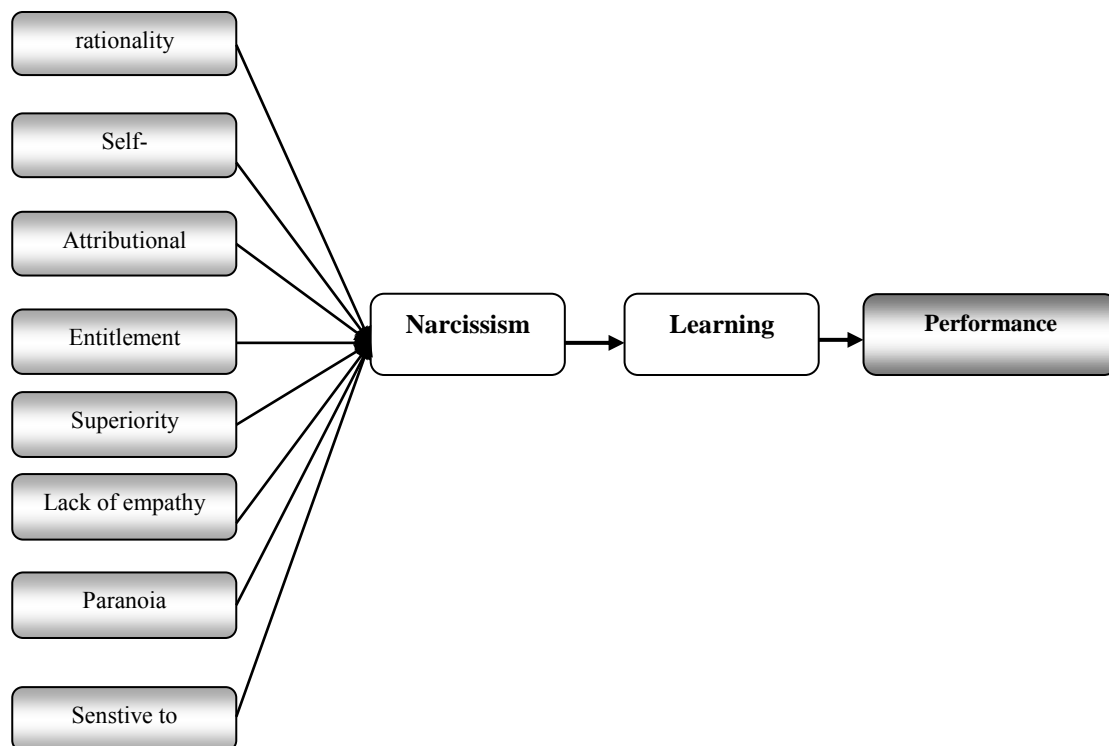 rationality
Self-
Attributional
Entitlement
Superiority
Lack of empathy
Paranoia
Senstive to
Narcissism
Learning
Performance